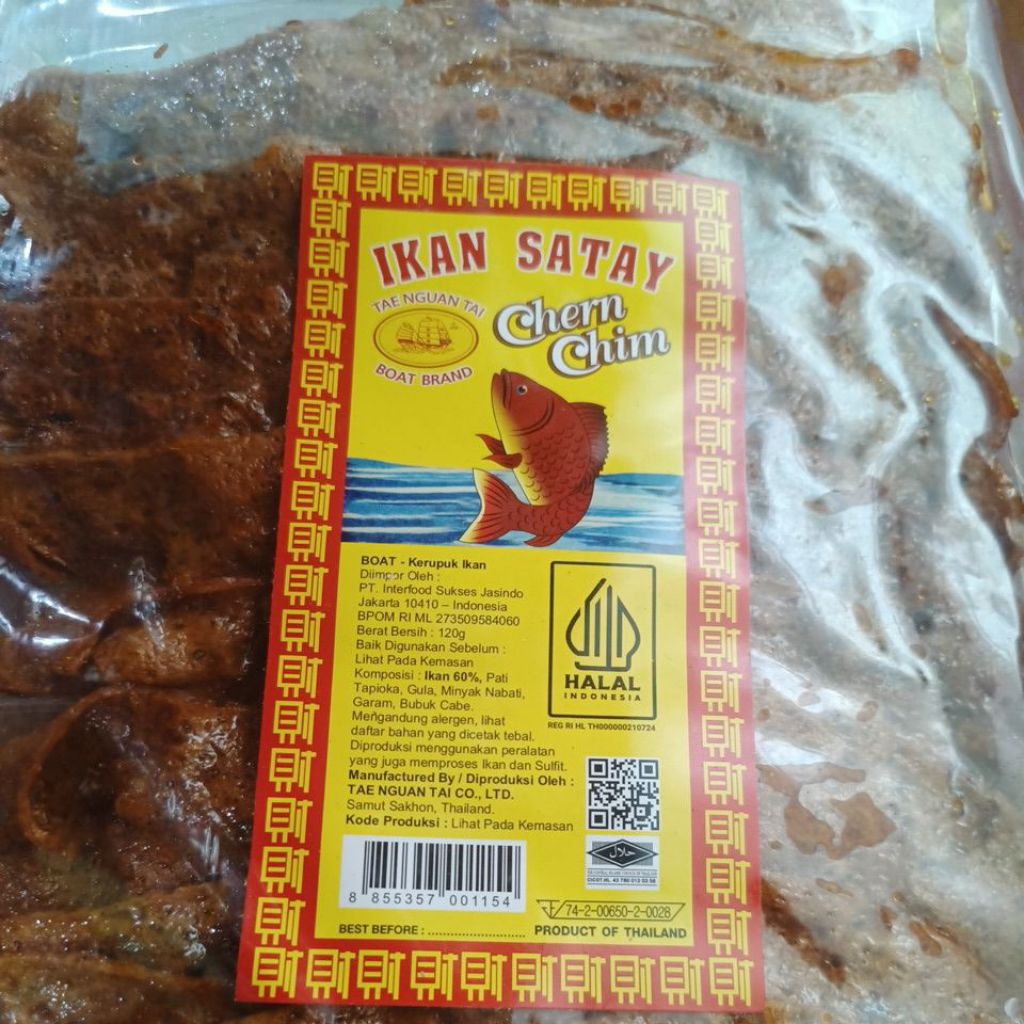 IKAN SATAY
TAE NGUAN TAI
BOAT BRAND
Chern
Chim
BOAT - Kerupuk Ikan
Diimpor Oleh :
PT. Interfood Sukses Jasindo
Jakarta 10410 – Indonesia
BPOM RI ML 273509584060
Berat Bersih : 120g
Baik Digunakan Sebelum :
Lihat Pada Kemasan
Komposisi : Ikan 60%, Pati
Tapioka, Gula, Minyak Nabati,
Garam, Bubuk Cabe.
Mengandung alergen, lihat
daftar bahan yang dicetak tebal.
Diproduksi menggunakan peralatan
yang juga memproses Ikan dan Sulfit.
Manufactured By / Diproduksi Oleh :
TAE NGUAN TAI CO., LTD.
Samut Sakhon, Thailand.
Kode Produksi : Lihat Pada Kemasan
HALAL
INDONESIA
REG RI HL TH000000210724
حلال
8 855357 001154
74-2-00650-2-0028
BEST BEFORE : ..............................
PRODUCT OF THAILAND